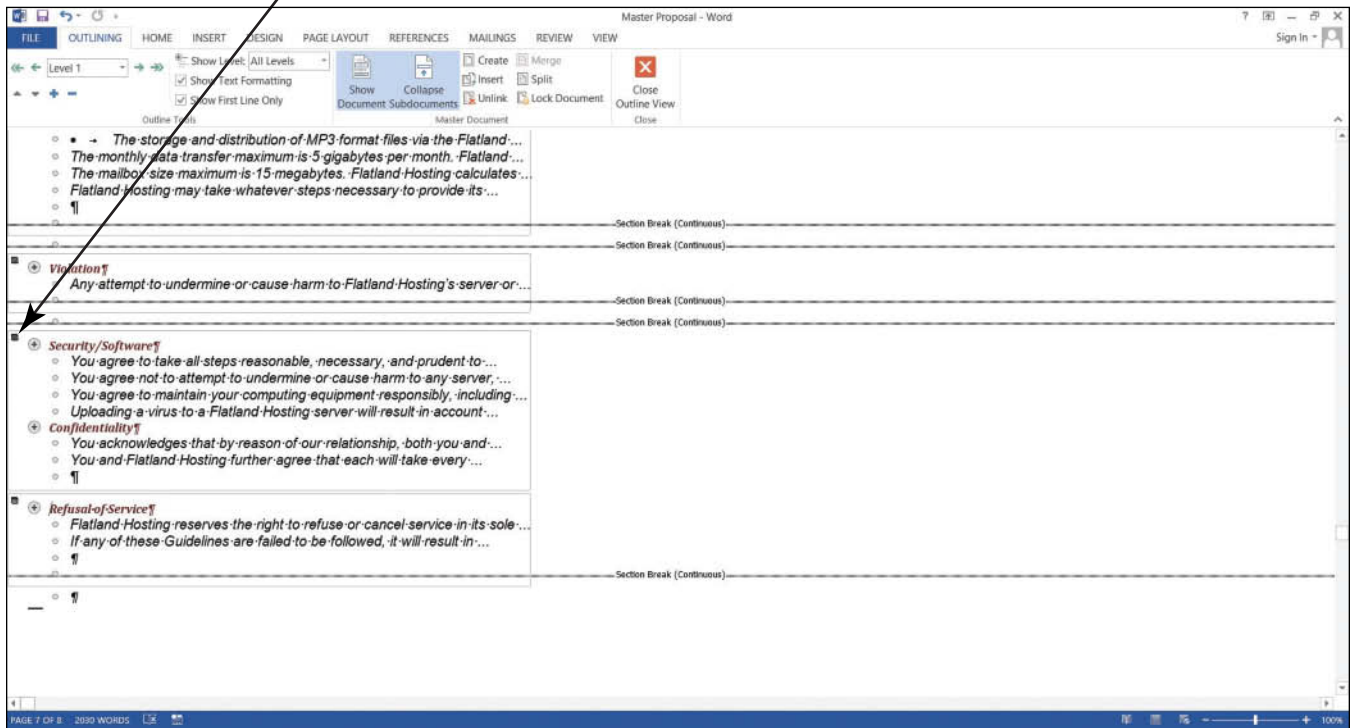 Master Proposal - Word
FILE OUTLINING HOME INSERT DESIGN PAGE LAYOUT REFERENCES MAILINGS REVIEW VIEW Sign In
Level 1 Show Level: All Levels
Show Text Formatting
Show First Line Only
Outline Tools
Show Document
Collapse Subdocuments
Create Merge
Insert Split
Unlink Lock Document
Master Document
Close Outline View
Close
• → The·storage·and·distribution·of·MP3·format·files·via·the·Flatland·...
The·monthly·data·transfer·maximum·is·5·gigabytes·per·month.·Flatland·...
The·mailbox·size·maximum·is·15·megabytes.·Flatland·Hosting·calculates·...
Flatland·Hosting·may·take·whatever·steps·necessary·to·provide·its·...
¶
Section Break (Continuous)
Section Break (Continuous)
Violation¶
Any·attempt·to·undermine·or·cause·harm·to·Flatland·Hosting's·server·or·...
Section Break (Continuous)
Section Break (Continuous)
Security/Software¶
You·agree·to·take·all·steps·reasonable,·necessary,·and·prudent·to·...
You·agree·not·to·attempt·to·undermine·or·cause·harm·to·any·server,·...
You·agree·to·maintain·your·computing·equipment·responsibly,·including·...
Uploading·a·virus·to·a·Flatland·Hosting·server·will·result·in·account·...
Confidentiality¶
You·acknowledges·that·by·reason·of·our·relationship,·both·you·and·...
You·and·Flatland·Hosting·further·agree·that·each·will·take·every·...
¶
Refusal·of·Service¶
Flatland·Hosting·reserves·the·right·to·refuse·or·cancel·service·in·its·sole·...
If·any·of·these·Guidelines·are·failed·to·be·followed,·it·will·result·in·...
¶
Section Break (Continuous)
¶
PAGE 7 OF 8 2030 WORDS 100%